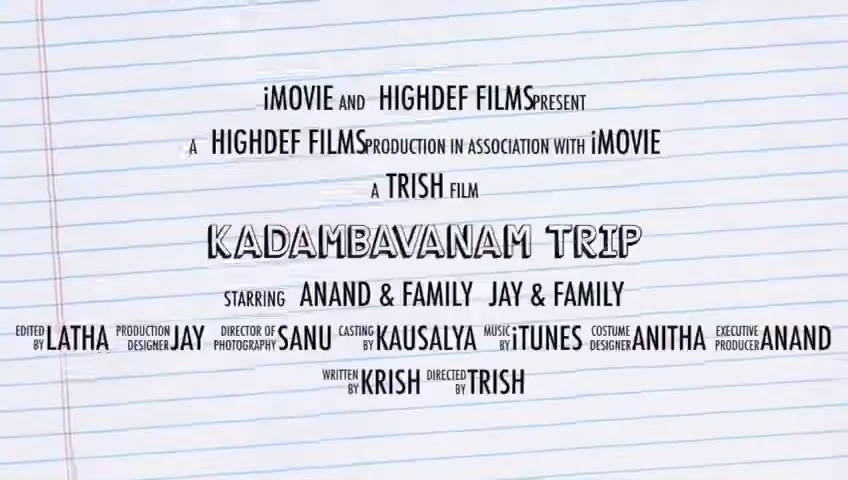 iMOVIE AND HIGHDEF FILMS PRESENT
A HIGHDEF FILMS PRODUCTION IN ASSOCIATION WITH iMOVIE
A TRISH FILM
KADAMBAVANAM TRIP
STARRING ANAND & FAMILY JAY & FAMILY
EDITED BY LATHA PRODUCTION DESIGNER JAY DIRECTOR OF PHOTOGRAPHY SANU CASTING BY KAUSALYA MUSIC BY iTUNES COSTUME DESIGNER ANITHA EXECUTIVE PRODUCER ANAND
WRITTEN BY KRISH DIRECTED BY TRISH